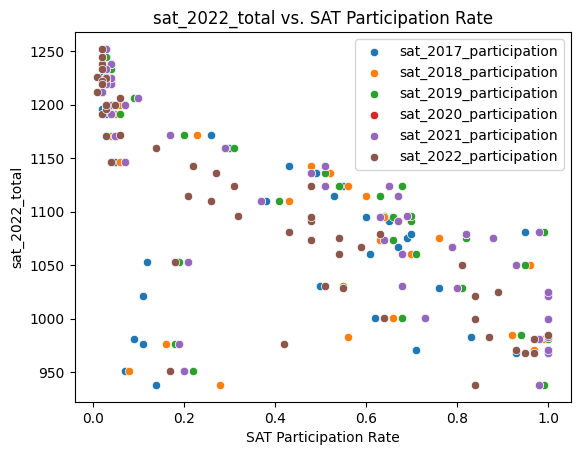 sat_2022_total vs. SAT Participation Rate
sat_2017_participation
sat_2018_participation
sat_2019_participation
sat_2020_participation
sat_2021_participation
sat_2022_participation
1250
1200
1150
1100
1050
1000
950
sat_2022_total
0.0 0.2 0.4 0.6 0.8 1.0
SAT Participation Rate